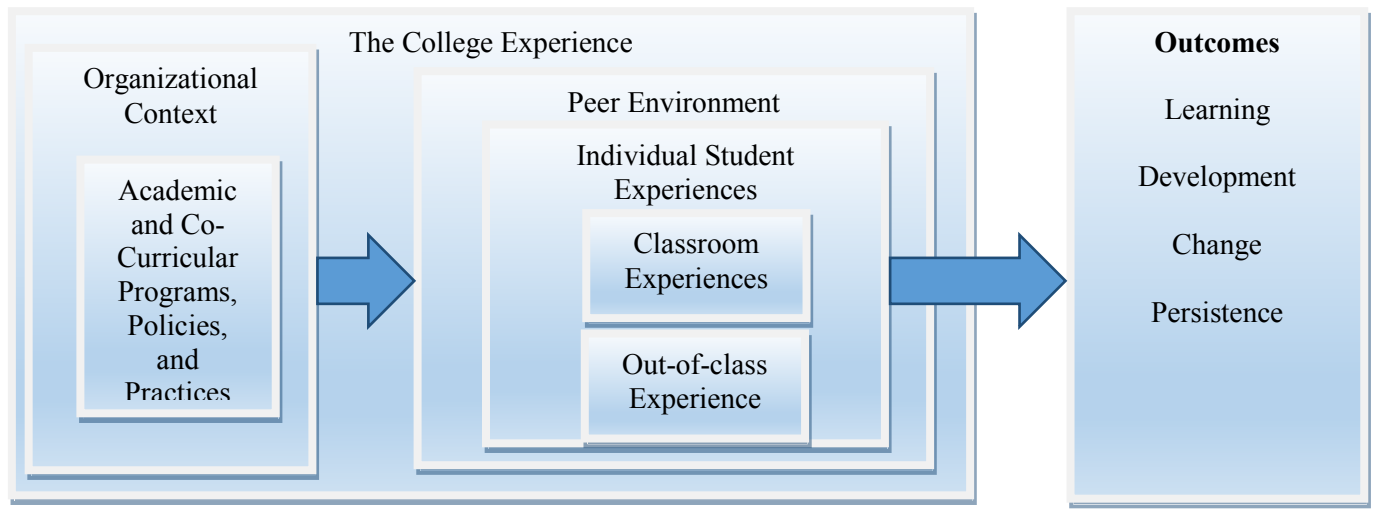 The College Experience
Organizational
Context
Academic
and Co-
Curricular
Programs,
Policies,
and
Practices
Peer Environment
Individual Student
Experiences
Classroom
Experiences
Out-of-class
Experience
Outcomes
Learning
Development
Change
Persistence